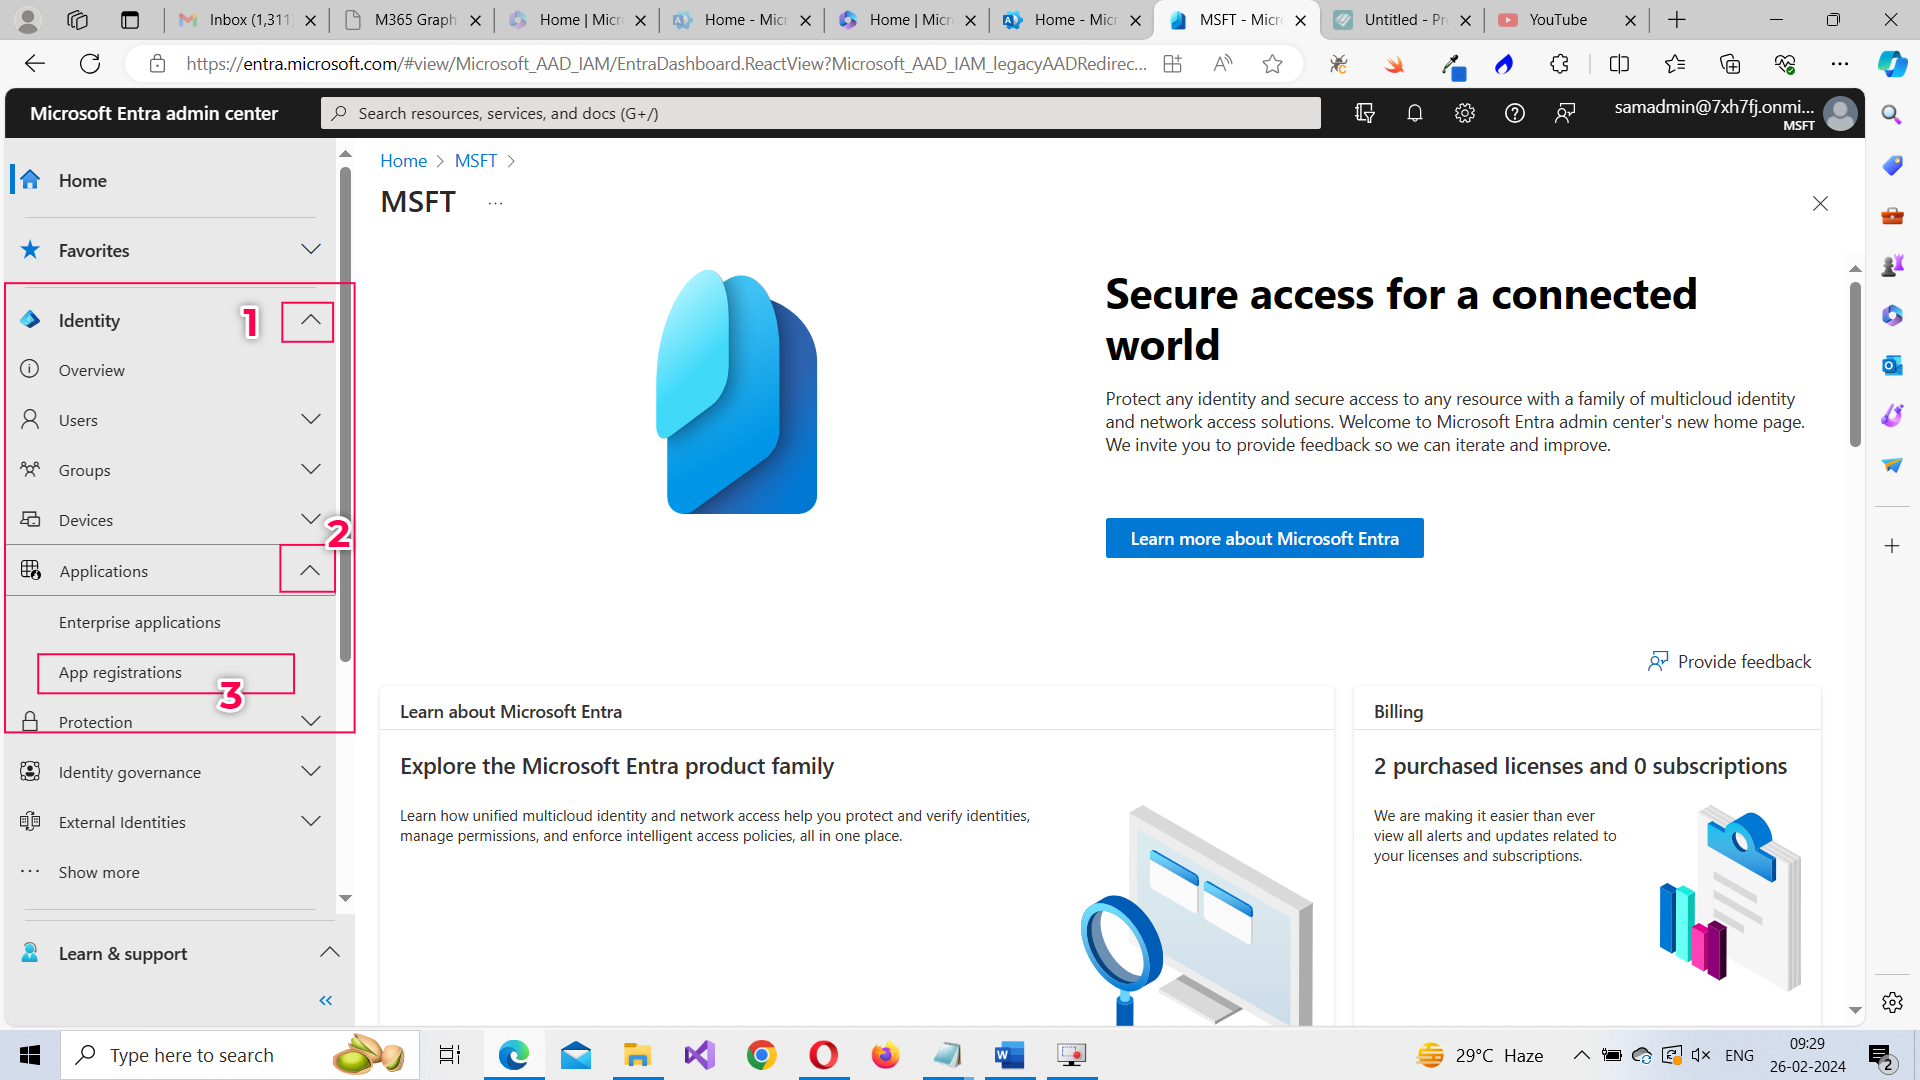 Inbox (1,311
M365 Graph
Home | Micr
Home - Micr
Home | Micr
Home - Micr
MSFT - Micr
Untitled - Pr
YouTube
https://entra.microsoft.com/#view/Microsoft_AAD_IAM/EntraDashboard.ReactView?Microsoft_AAD_IAM_legacyAADRedirec...
Microsoft Entra admin center
Search resources, services, and docs (G+/)
samadmin@7xh7fj.onmi...
MSFT
Home
Favorites
Identity
1
Overview
Users
Groups
Devices
2
Applications
Enterprise applications
App registrations
3
Protection
Identity governance
External Identities
Show more
Learn & support
Home > MSFT >
MSFT ...
Secure access for a connected
world
Protect any identity and secure access to any resource with a family of multicloud identity
and network access solutions. Welcome to Microsoft Entra admin center's new home page.
We invite you to provide feedback so we can iterate and improve.
Learn more about Microsoft Entra
Provide feedback
Learn about Microsoft Entra
Explore the Microsoft Entra product family
Learn how unified multicloud identity and network access help you protect and verify identities,
manage permissions, and enforce intelligent access policies, all in one place.
Billing
2 purchased licenses and 0 subscriptions
We are making it easier than ever
view all alerts and updates related to
your licenses and subscriptions.
Type here to search
29°C Haze
ENG
09:29
26-02-2024
2